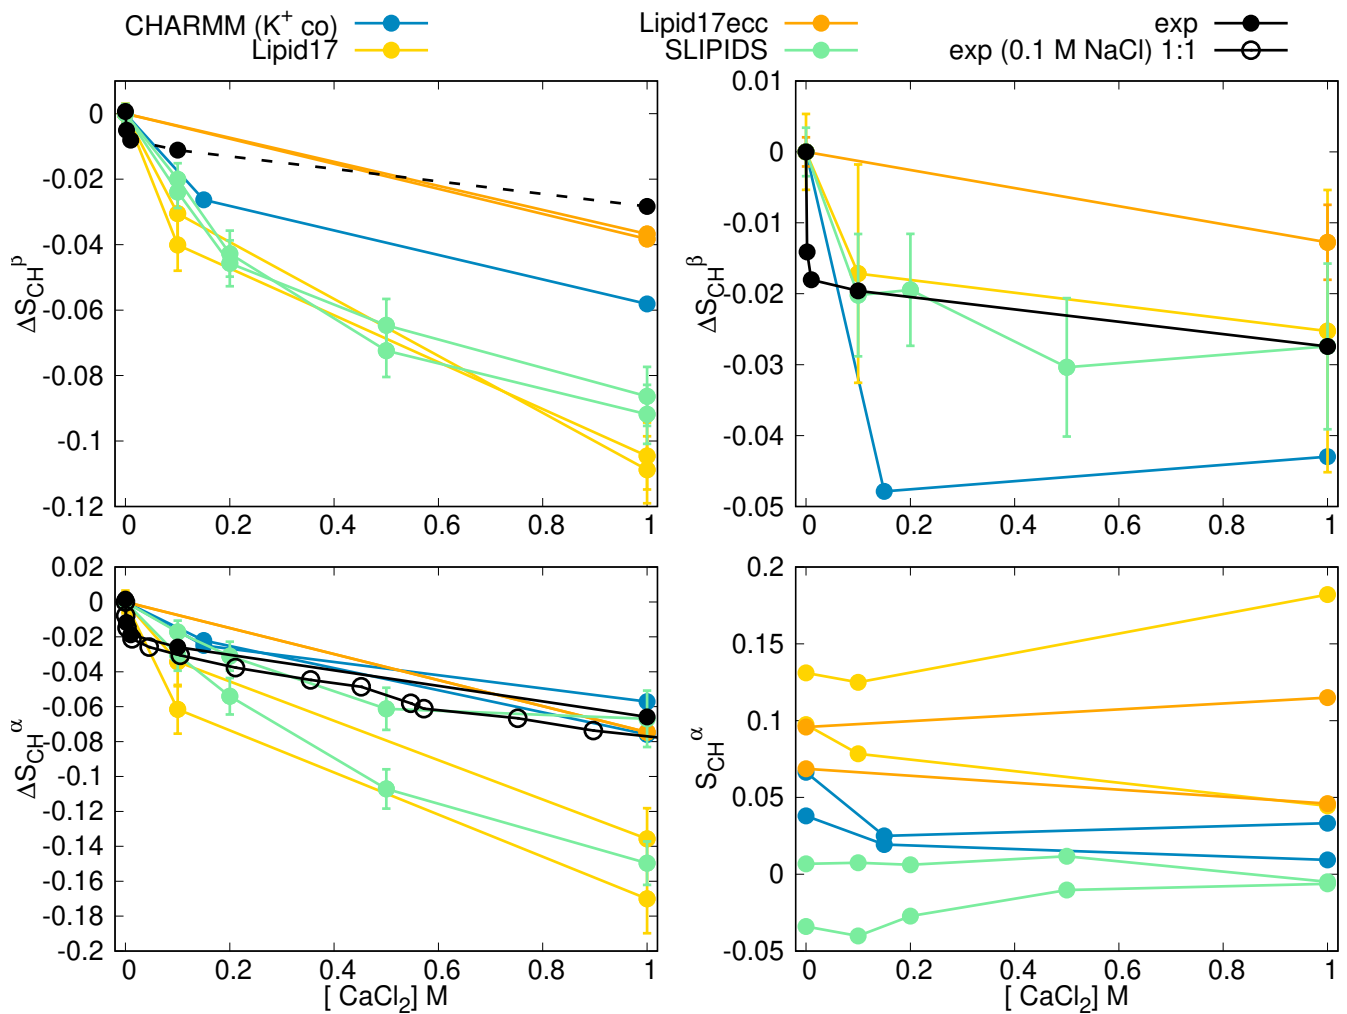 CHARMM (K⁺ co) Lipid17ecc exp
Lipid17 SLIPIDS exp (0.1 M NaCl) 1:1
0
-0.02
-0.04
-0.06
-0.08
-0.1
-0.12
ΔS_CH^β
0 0.2 0.4 0.6 0.8 1
0.01
0
-0.01
-0.02
-0.03
-0.04
-0.05
ΔS_CH^β
0 0.2 0.4 0.6 0.8 1
0.02
0
-0.02
-0.04
-0.06
-0.08
-0.1
-0.12
-0.14
-0.16
-0.18
-0.2
ΔS_CH^α
0 0.2 0.4 0.6 0.8 1
[ CaCl₂] M
0.2
0.15
0.1
0.05
0
-0.05
S_CH^α
0 0.2 0.4 0.6 0.8 1
[ CaCl₂] M